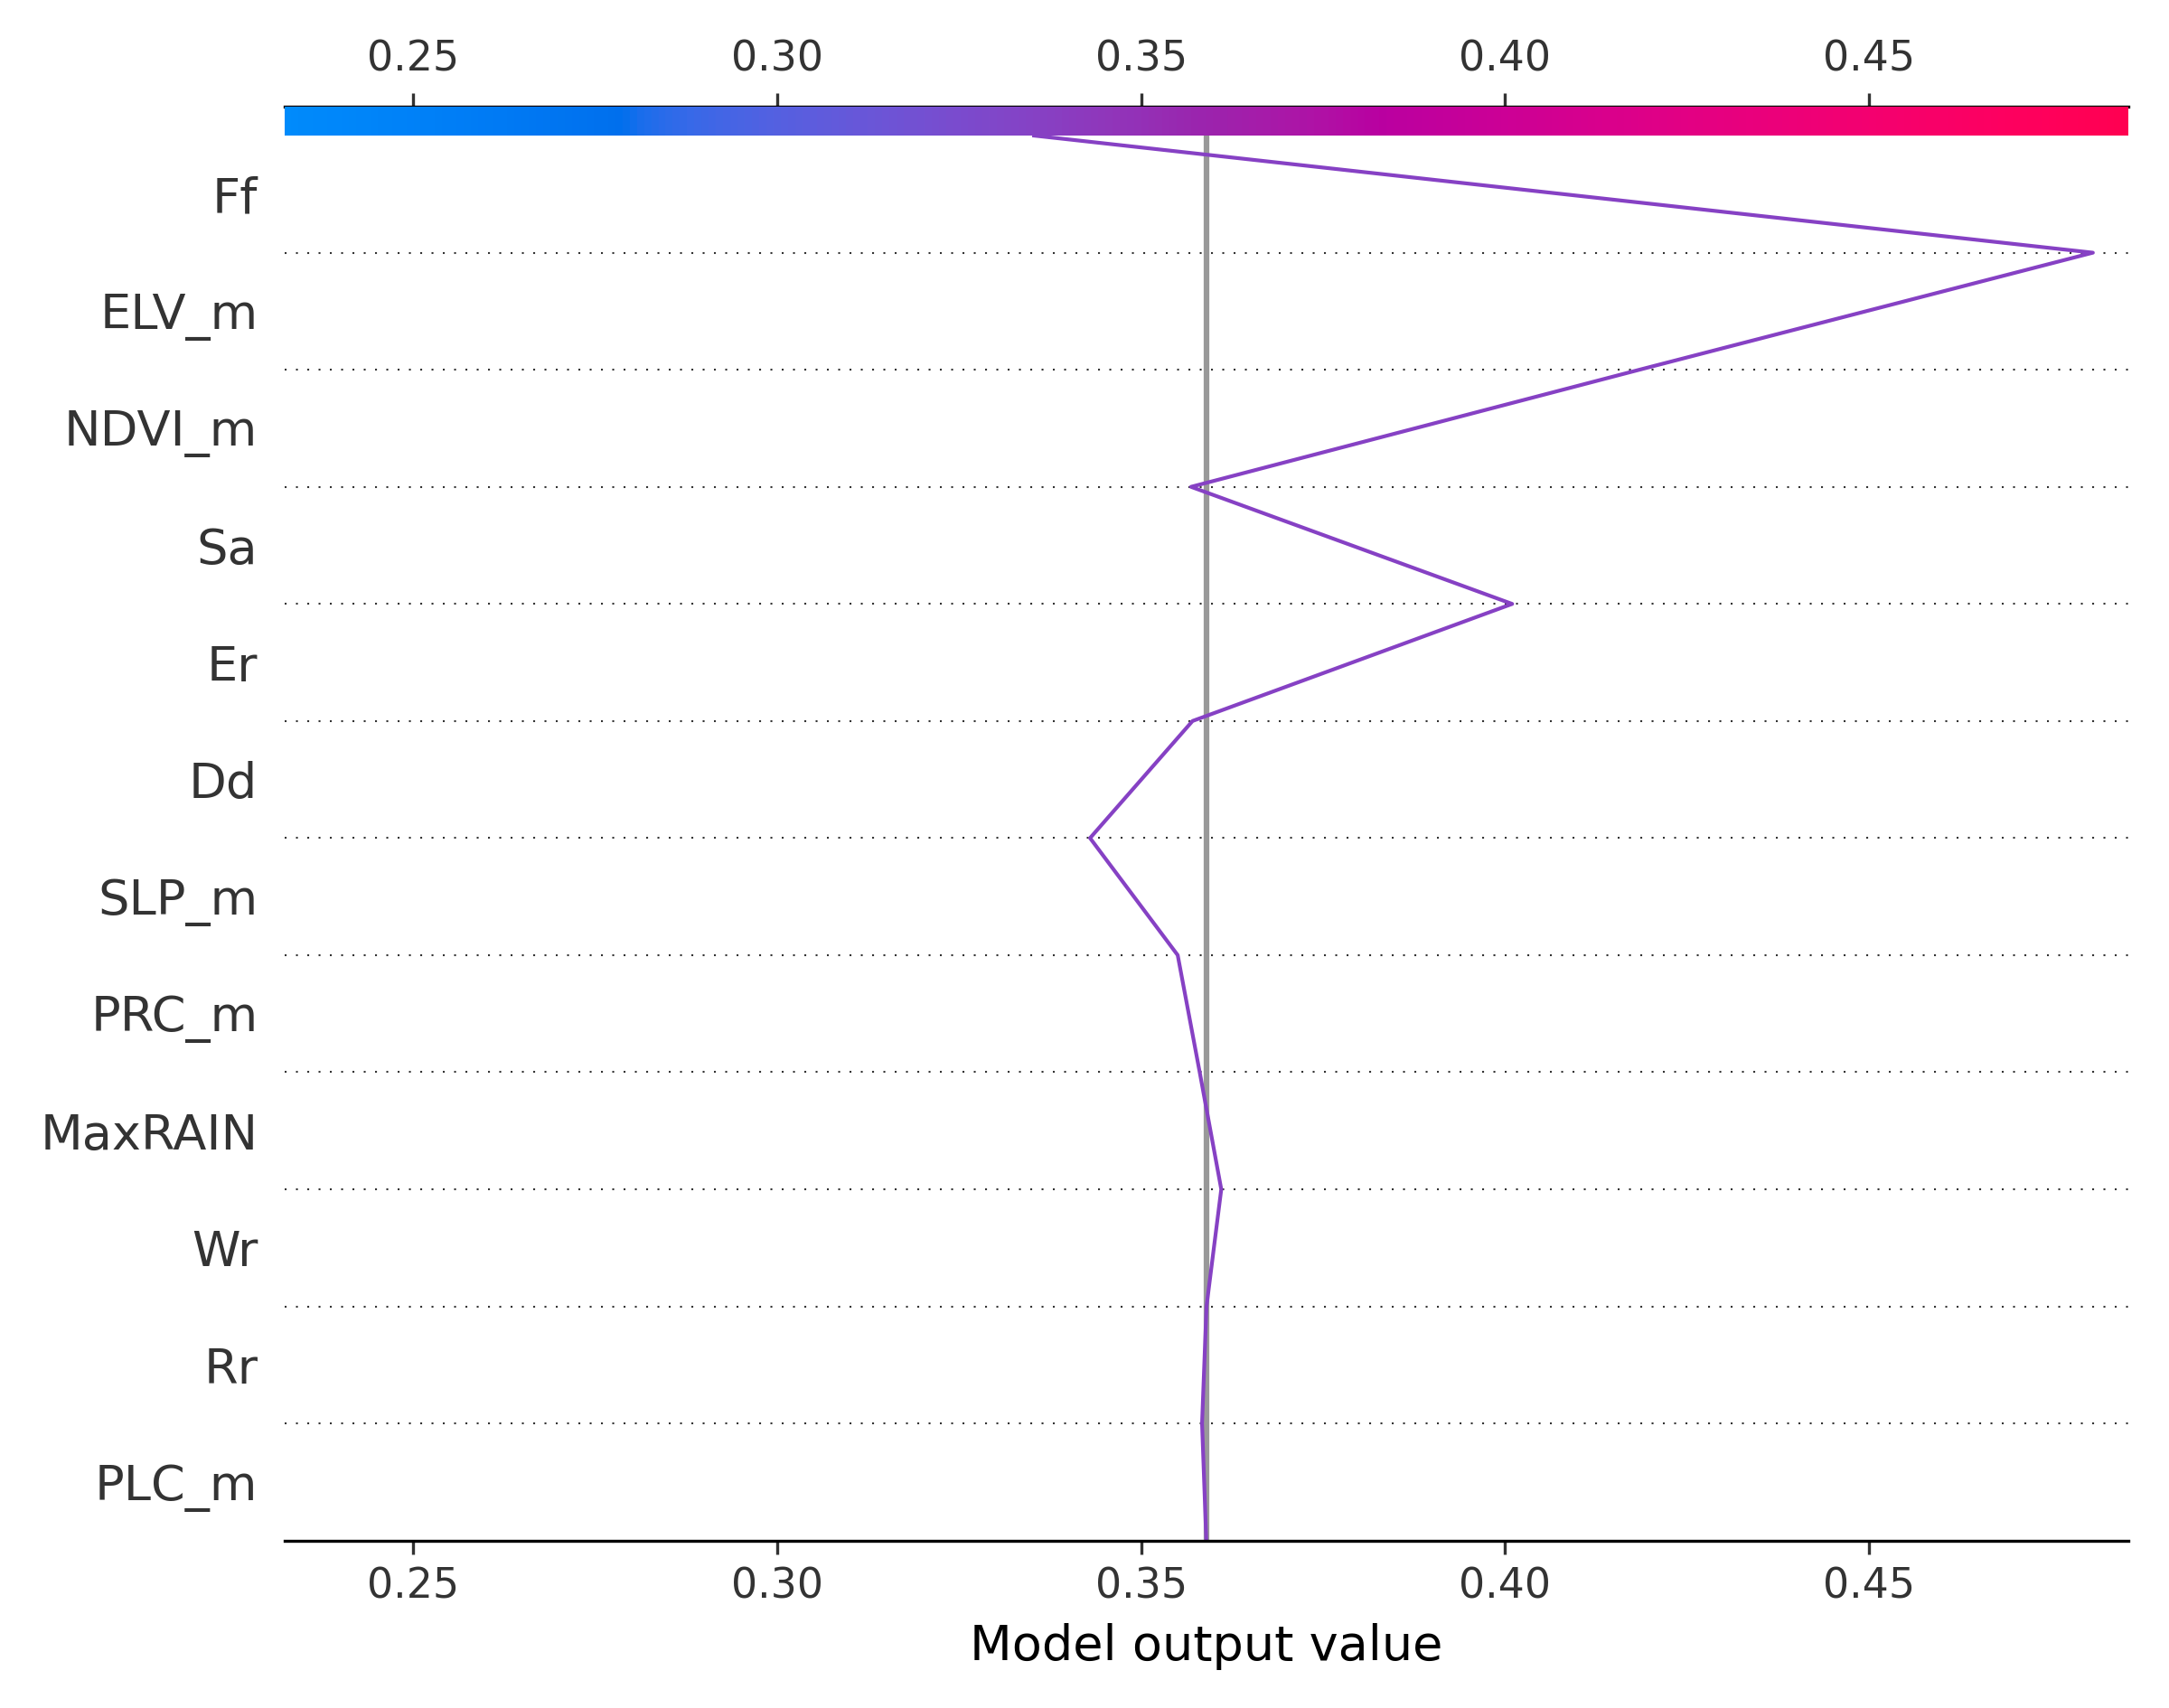 0.25 0.30 0.35 0.40 0.45
Ff
ELV_m
NDVI_m
Sa
Er
Dd
SLP_m
PRC_m
MaxRAIN
Wr
Rr
PLC_m
0.25 0.30 0.35 0.40 0.45
Model output value